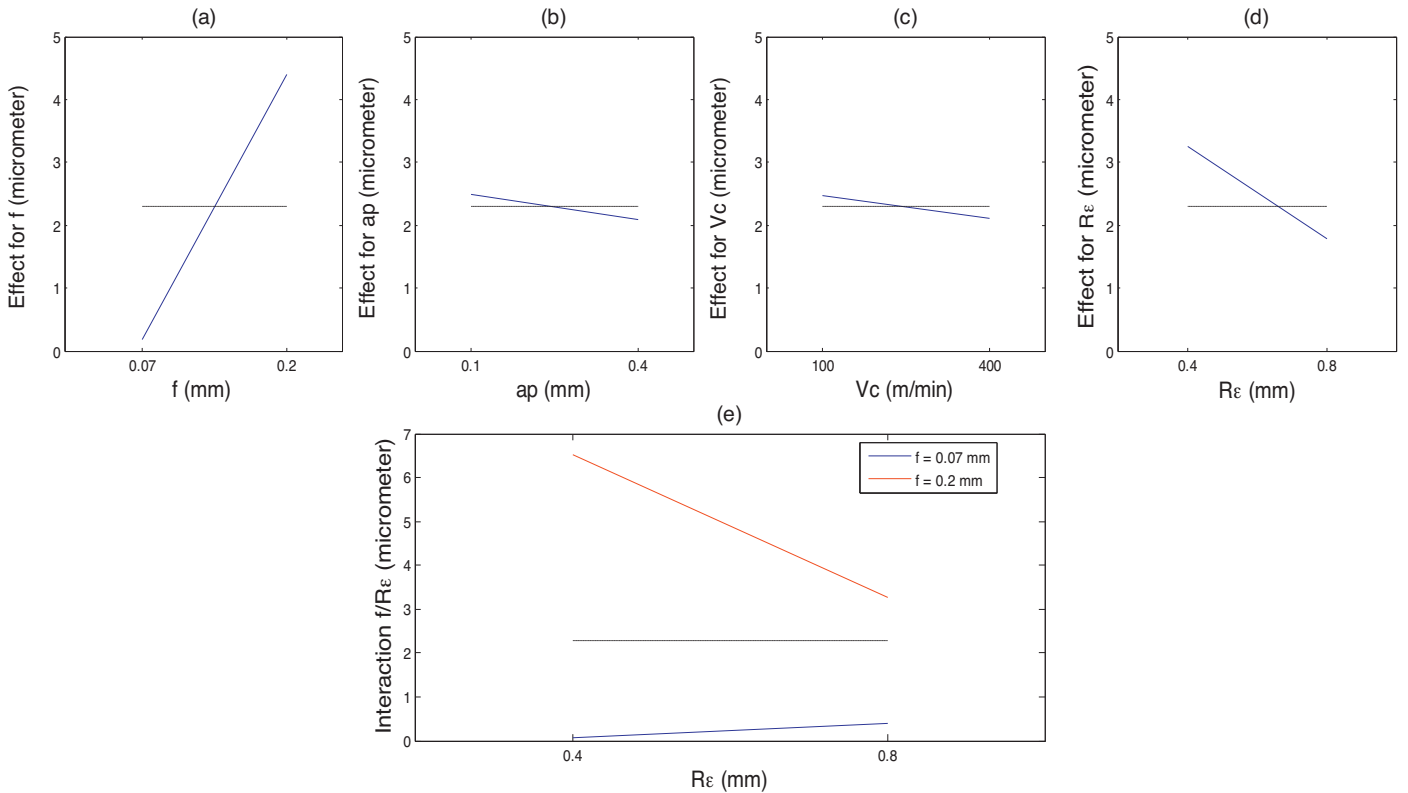 (a)
5
4
3
2
1
0
0.07
0.2
f (mm)
Effect for f (micrometer)
(b)
5
4
3
2
1
0
0.1
0.4
ap (mm)
Effect for ap (micrometer)
(c)
5
4
3
2
1
0
100
400
Vc (m/min)
Effect for Vc (micrometer)
(d)
5
4
3
2
1
0
0.4
0.8
Rε (mm)
Effect for Rε (micrometer)
(e)
7
6
5
4
3
2
1
0
0.4
0.8
Rε (mm)
Interaction f/Rε (micrometer)
f = 0.07 mm
f = 0.2 mm